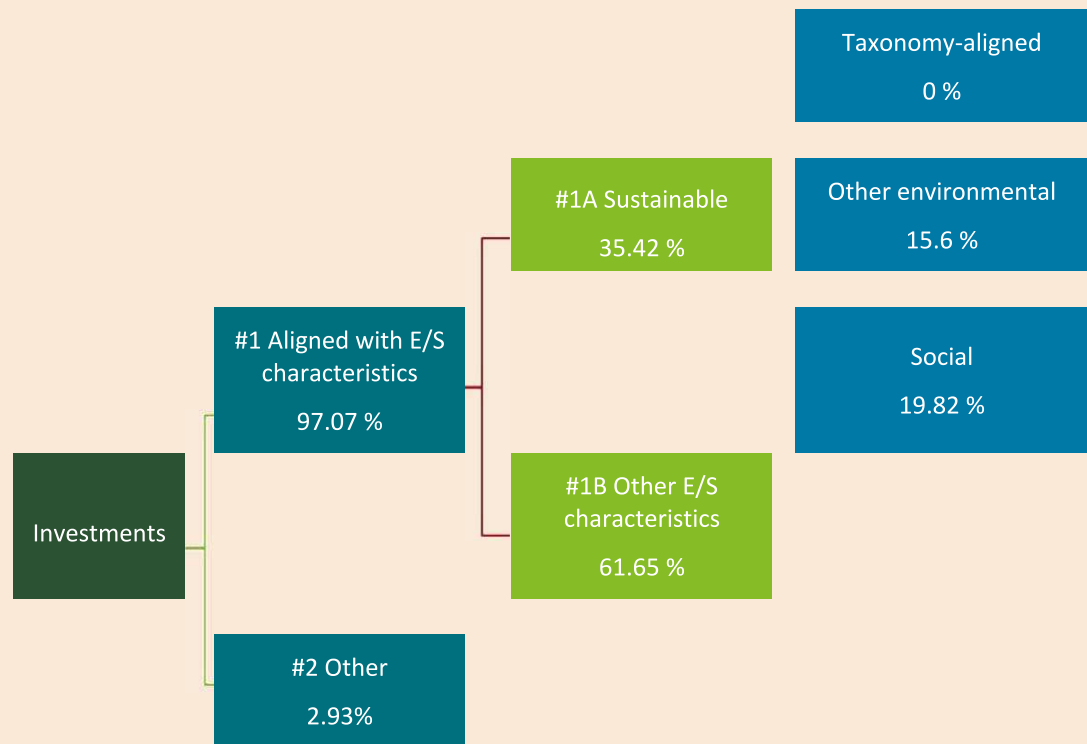 Investments
#1 Aligned with E/S
characteristics
97.07 %
#2 Other
2.93%
#1A Sustainable
35.42 %
#1B Other E/S
characteristics
61.65 %
Taxonomy-aligned
0 %
Other environmental
15.6 %
Social
19.82 %